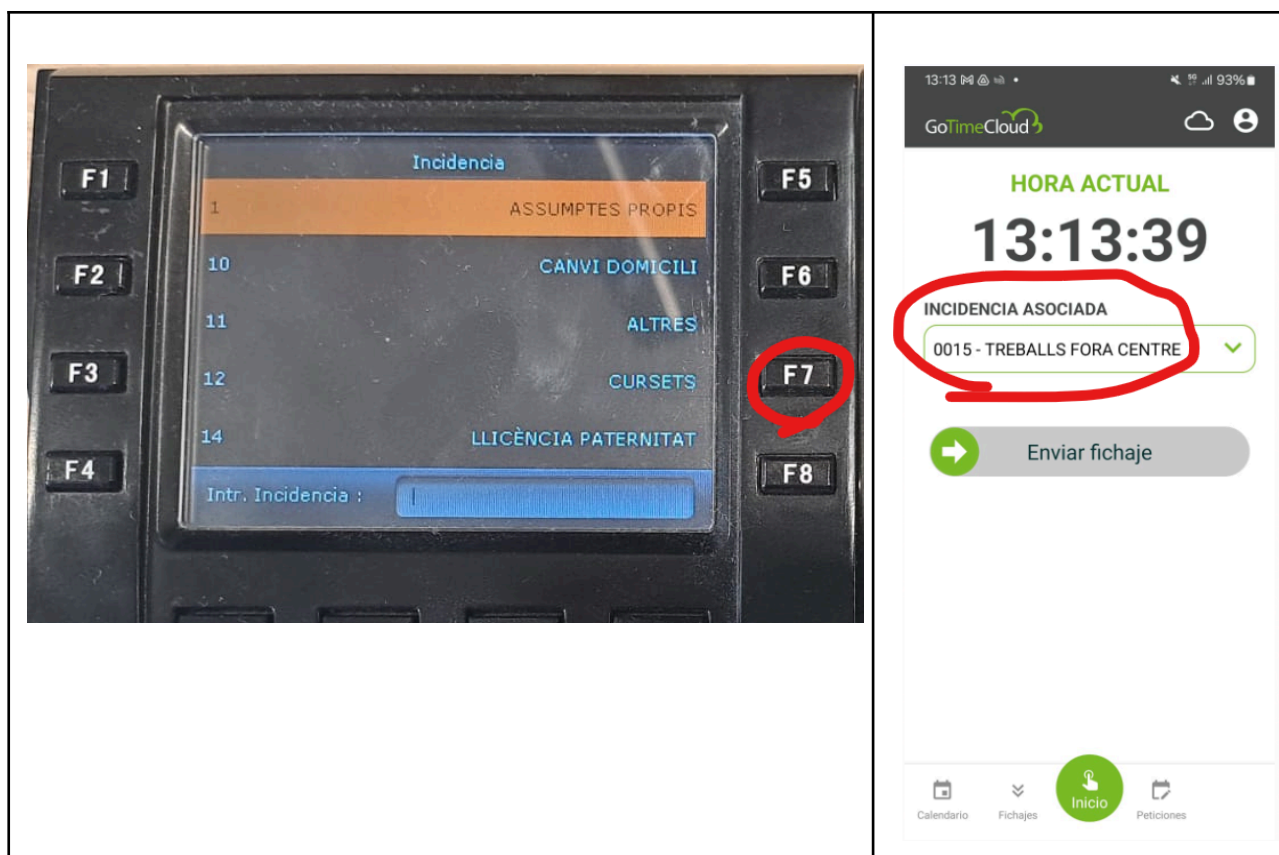 F1
F2
F3
F4
Incidencia
1 ASSUMPTES PROPIS
10 CANVI DOMICILI
11 ALTRES
12 CURSETS
14 LLICÈNCIA PATERNITAT
Intr. Incidencia :
F5
F6
F7
F8
13:13 93%
GoTimeCloud
HORA ACTUAL
13:13:39
INCIDENCIA ASOCIADA
0015 - TREBALLS FORA CENTRE
Enviar fichaje
Calendario Fichajes Inicio Peticiones